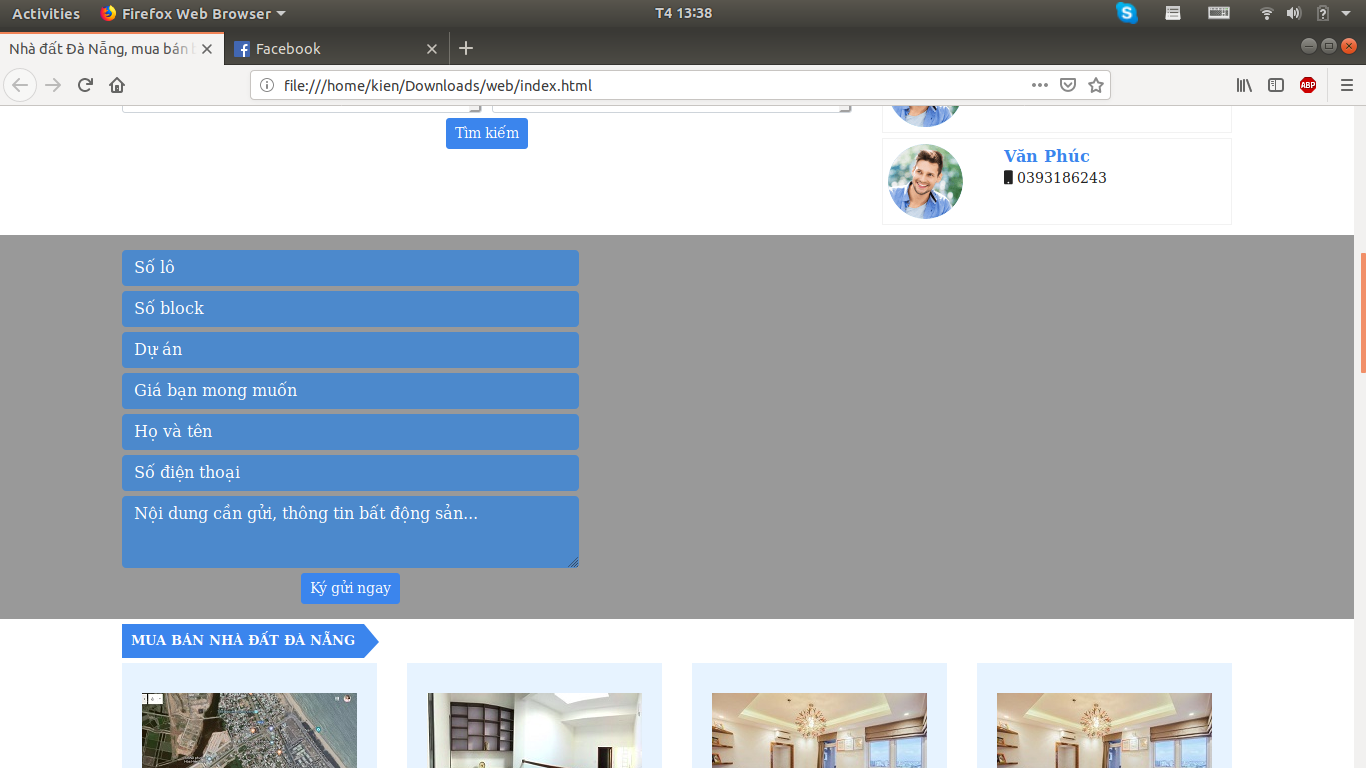 Activities Firefox Web Browser T4 13:38
Nhà đất Đà Nẵng, mua bán Facebook
file:///home/kien/Downloads/web/index.html ABP
Tìm kiếm
Văn Phúc
0393186243
Số lô
Số block
Dự án
Giá bạn mong muốn
Họ và tên
Số điện thoại
Nội dung cần gửi, thông tin bất động sản...
Ký gửi ngay
MUA BÁN NHÀ ĐẤT ĐÀ NẴNG